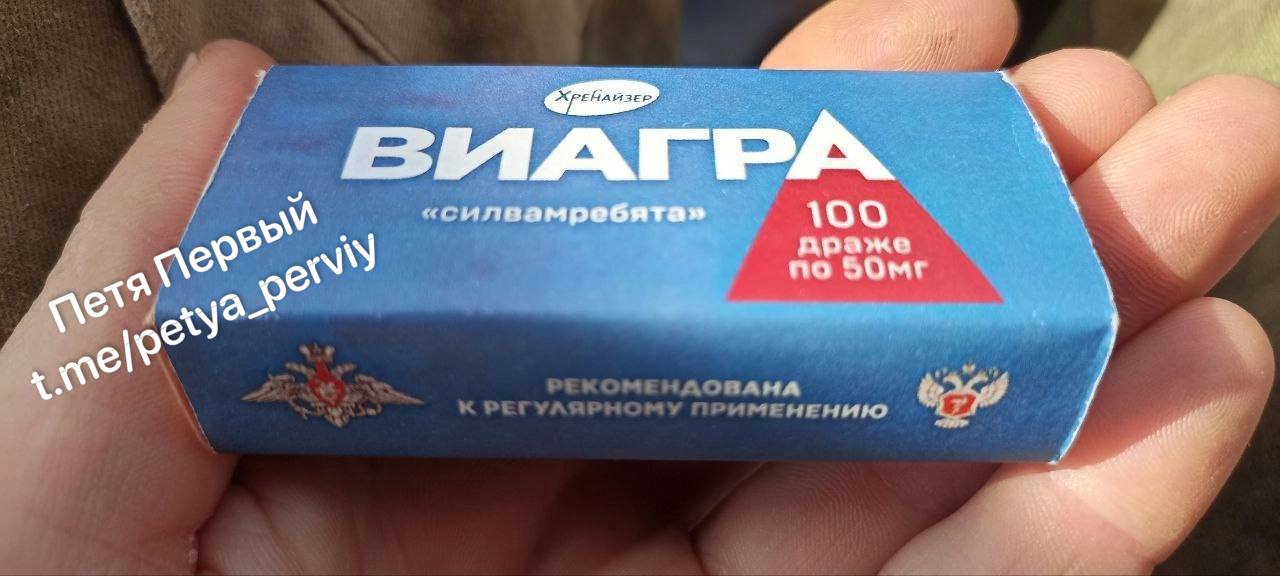 ХРЕНАЙЗЕР
ВИАГРА
«силвамребята»
100
драже
по 50мг
Петя Первый
t.me/petya_perviy
РЕКОМЕНДОВАНА
К РЕГУЛЯРНОМУ ПРИМЕНЕНИЮ